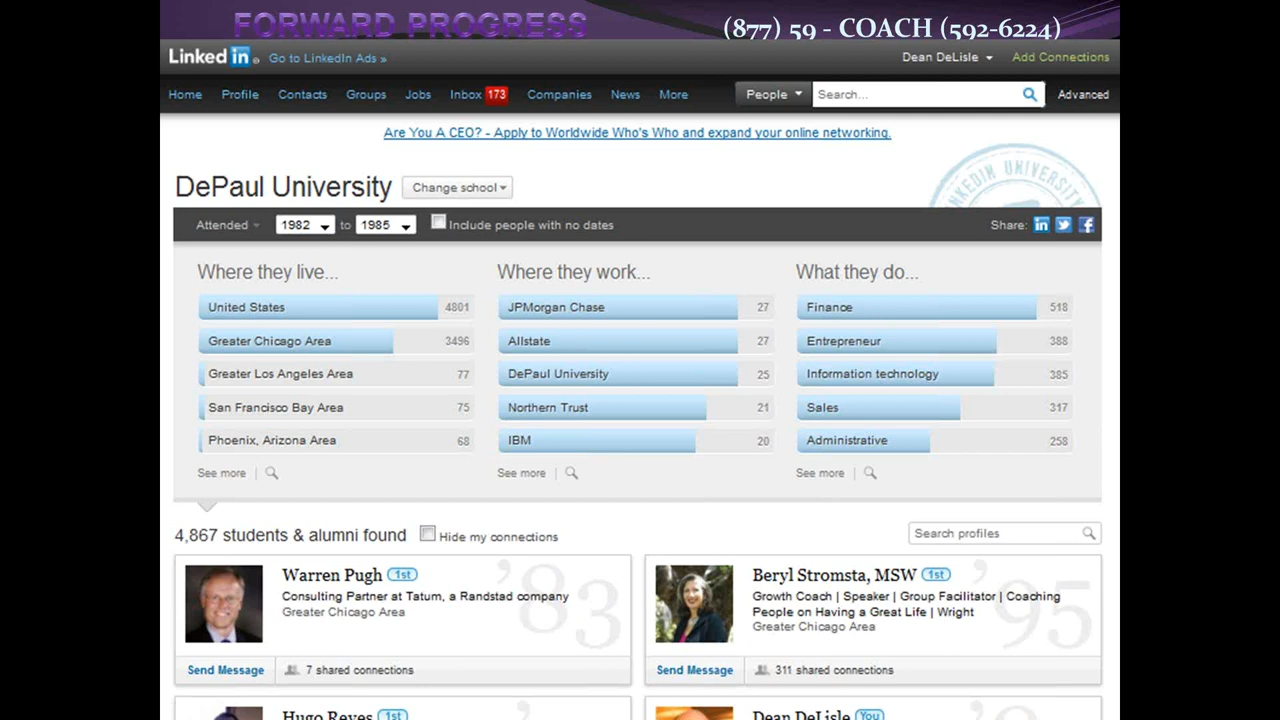 FORWARD PROGRESS
(877) 59 - COACH (592-6224)
Linked in ® Go to LinkedIn Ads »
Dean DeLisle Add Connections
Home Profile Contacts Groups Jobs Inbox 173 Companies News More People Search... Advanced
Are You A CEO? - Apply to Worldwide Who's Who and expand your online networking.
LINKEDIN UNIVERSITY
DePaul University Change school
Attended 1982 to 1985 Include people with no dates Share: in f
Where they live... Where they work... What they do...
United States 4801 JPMorgan Chase 27 Finance 518
Greater Chicago Area 3496 Allstate 27 Entrepreneur 388
Greater Los Angeles Area 77 DePaul University 25 Information technology 385
San Francisco Bay Area 75 Northern Trust 21 Sales 317
Phoenix, Arizona Area 68 IBM 20 Administrative 258
See more See more See more
4,867 students & alumni found Hide my connections Search profiles
Warren Pugh 1st '83
Consulting Partner at Tatum, a Randstad company
Greater Chicago Area
Send Message 7 shared connections
Beryl Stromsta, MSW 1st '95
Growth Coach | Speaker | Group Facilitator | Coaching
People on Having a Great Life | Wright
Greater Chicago Area
Send Message 311 shared connections
Hugo Reyes 1st
Dean DeLisle You